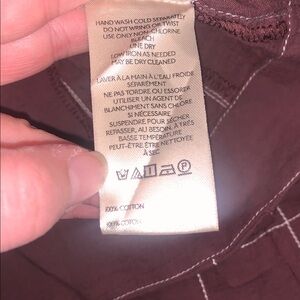 HAND WASH COLD SEPARATELY
DO NOT WRING OR TWIST
USE ONLY NON-CHLORINE
BLEACH
LINE DRY
LOW IRON AS NEEDED
MAY BE DRY CLEANED
LAVER À LA MAIN À L'EAU FROIDE
SÉPARÉMENT
NE PAS TORDRE OU ESSORER
UTILISER UN AGENT DE
BLANCHIMENT SANS CHLORE
SI NÉCESSAIRE
SUSPENDRE POUR SÉCHER
REPASSER, AU BESOIN, À
BASSE TEMPÉRATURE
PEUT-ÊTRE ÊTRE NETTOYÉE
À SEC
100% COTTON
100% COTON